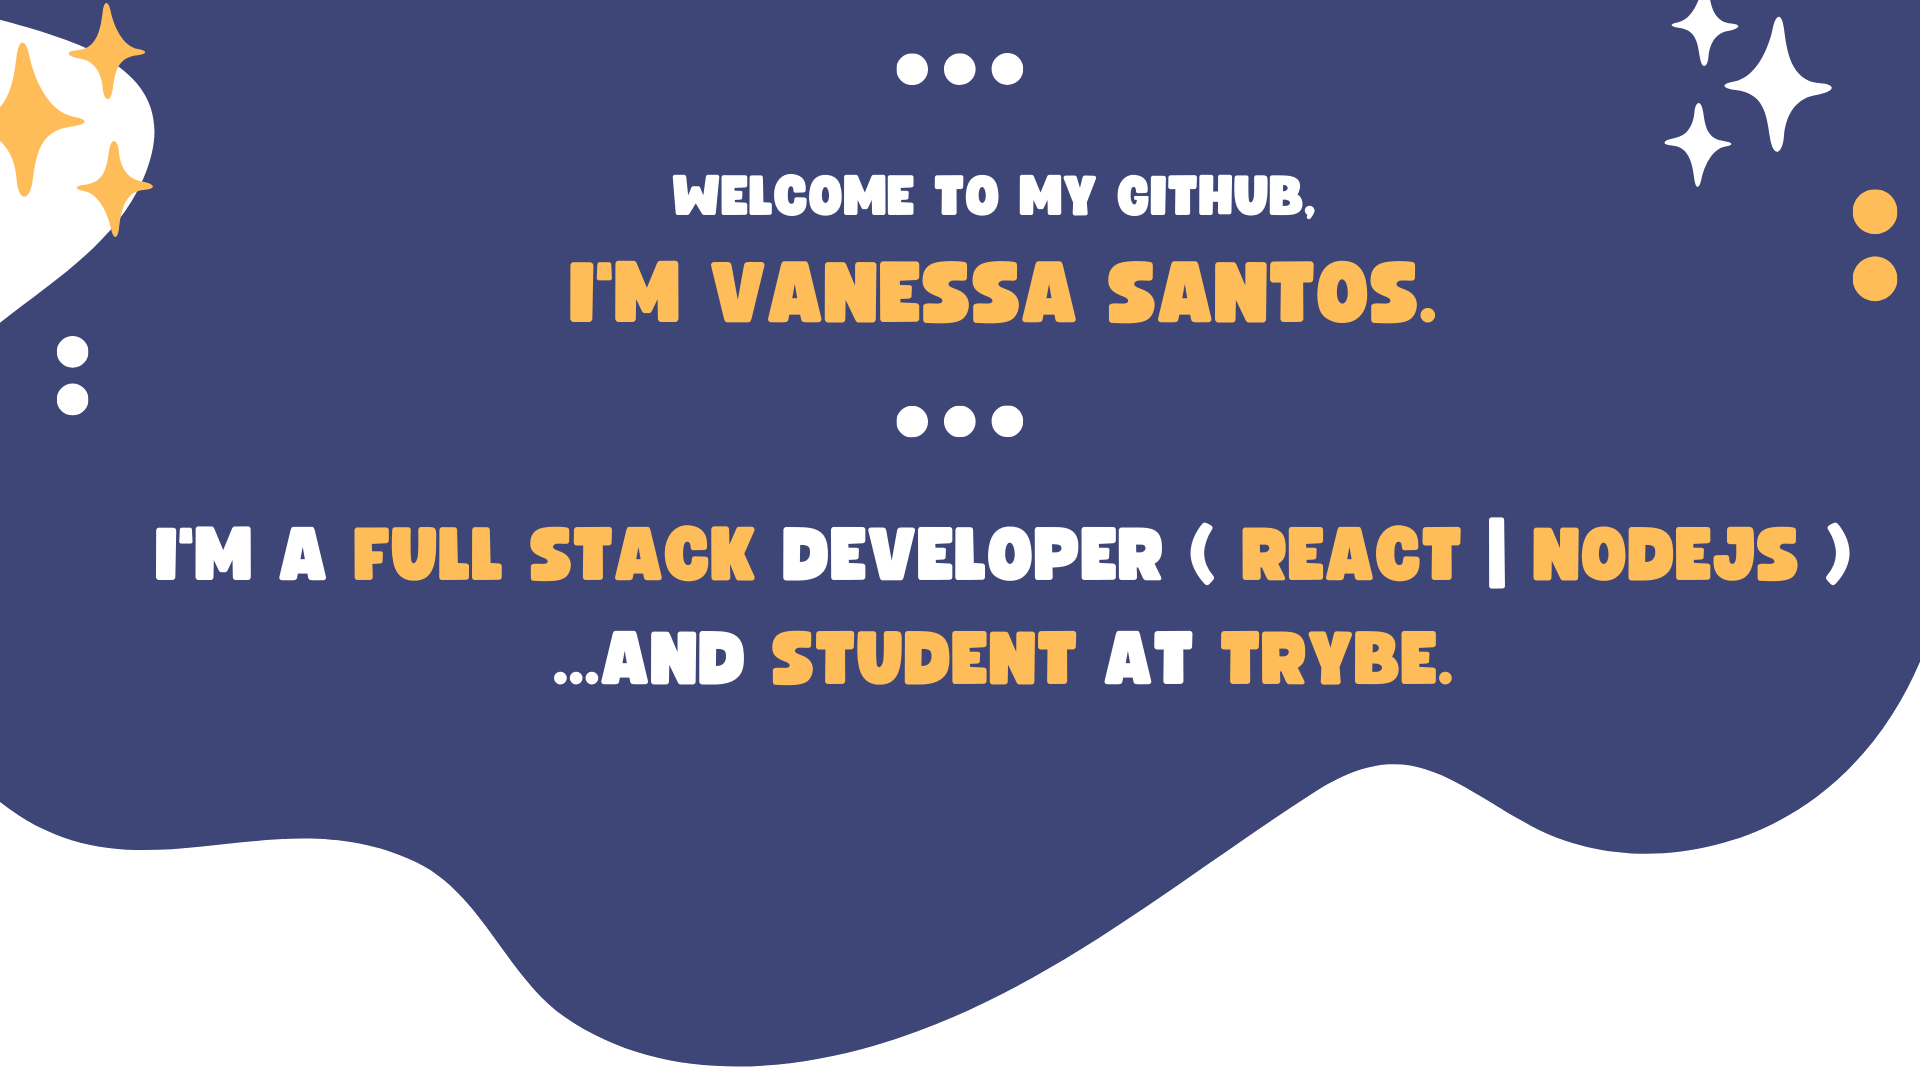 WELCOME TO MY GITHUB,
I'M VANESSA SANTOS.
I'M A FULL STACK DEVELOPER ( REACT | NODEJS )
...AND STUDENT AT TRYBE.